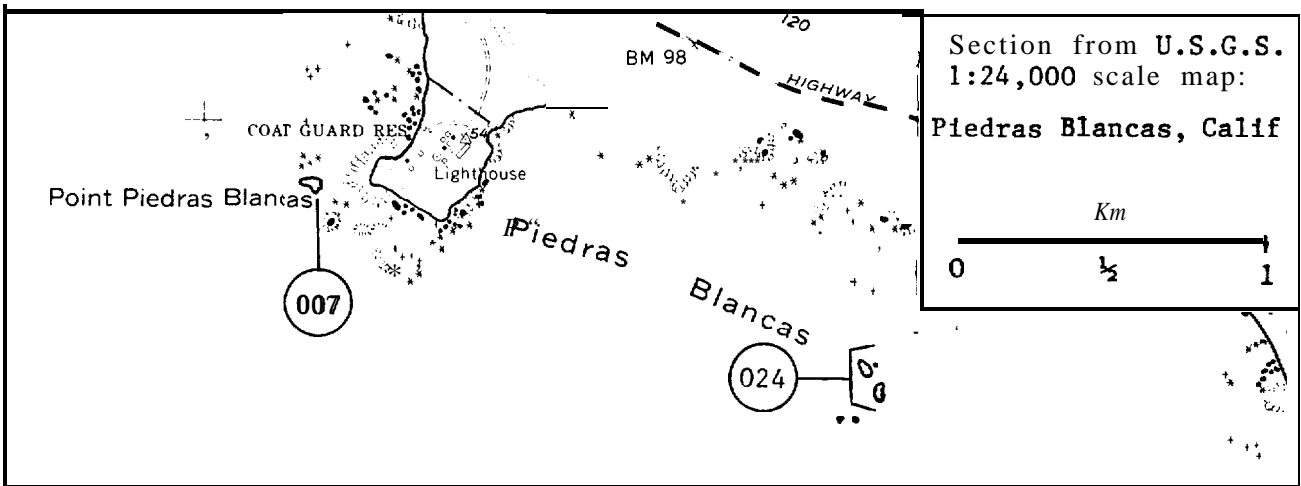 120
BM 98
HIGHWAY
Section from U.S.G.S.
1:24,000 scale map:
Piedras Blancas, Calif
COAT GUARD RES
54
Lighthouse
Point Piedras Blancas
Piedras
Blancas
Km
0 ½ 1
007
024